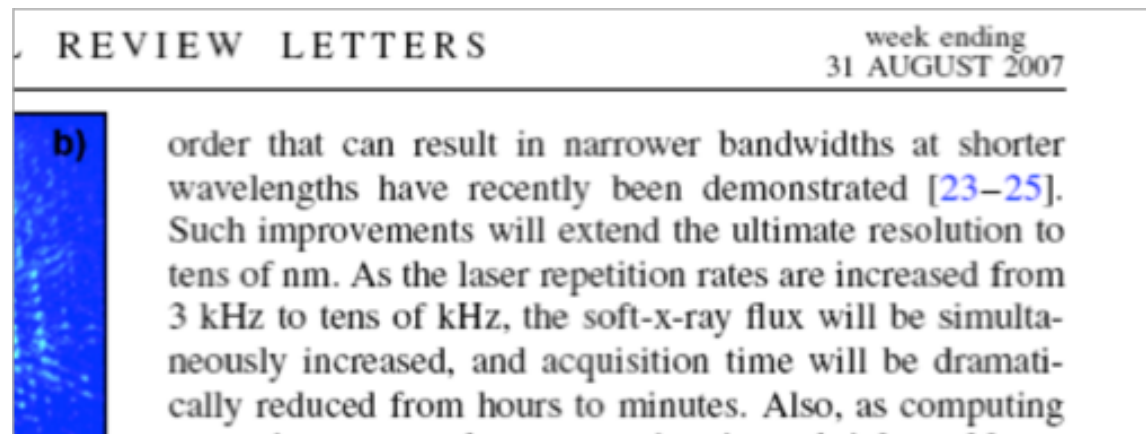 REVIEW LETTERS
week ending
31 AUGUST 2007
b)
order that can result in narrower bandwidths at shorter
wavelengths have recently been demonstrated [23–25].
Such improvements will extend the ultimate resolution to
tens of nm. As the laser repetition rates are increased from
3 kHz to tens of kHz, the soft-x-ray flux will be simulta-
neously increased, and acquisition time will be dramati-
cally reduced from hours to minutes. Also, as computing